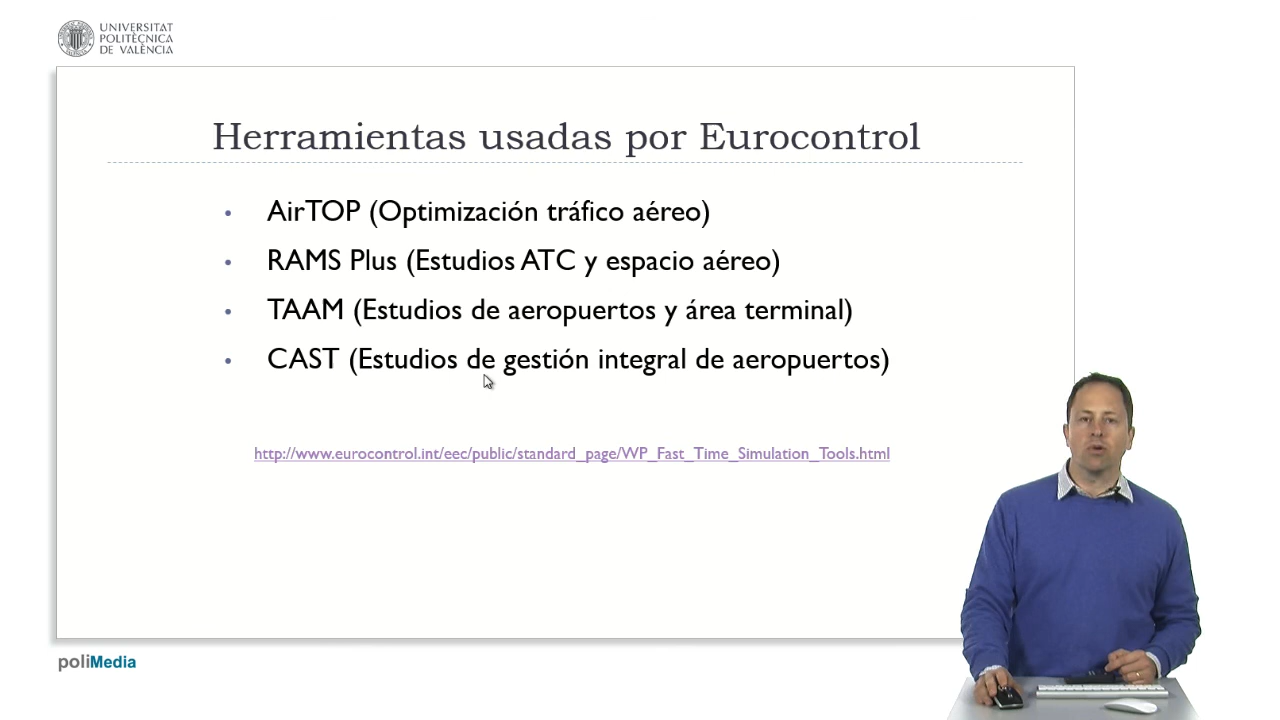 UNIVERSITAT
POLITÈCNICA
DE VALÈNCIA
Herramientas usadas por Eurocontrol
• AirTOP (Optimización tráfico aéreo)
• RAMS Plus (Estudios ATC y espacio aéreo)
• TAAM (Estudios de aeropuertos y área terminal)
• CAST (Estudios de gestión integral de aeropuertos)
http://www.eurocontrol.int/eec/public/standard_page/WP_Fast_Time_Simulation_Tools.html
poliMedia